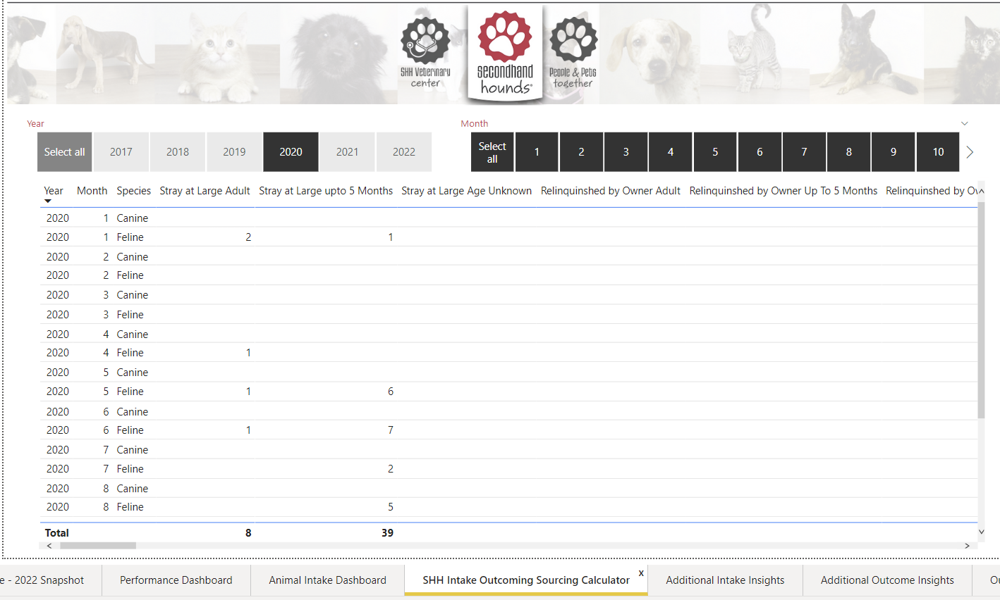 SHH Veterinary
center
secondhand
hounds®
People & Pets
together
Year
Month
Select all 2017 2018 2019 2020 2021 2022
Select all 1 2 3 4 5 6 7 8 9 10
Year Month Species Stray at Large Adult Stray at Large upto 5 Months Stray at Large Age Unknown Relinquinshed by Owner Adult Relinquinshed by Owner Up To 5 Months Relinquinshed by Ow
2020 1 Canine
2020 1 Feline 2 1
2020 2 Canine
2020 2 Feline
2020 3 Canine
2020 3 Feline
2020 4 Canine
2020 4 Feline 1
2020 5 Canine
2020 5 Feline 1 6
2020 6 Canine
2020 6 Feline 1 7
2020 7 Canine
2020 7 Feline 2
2020 8 Canine
2020 8 Feline 5
Total 8 39
e - 2022 Snapshot Performance Dashboard Animal Intake Dashboard SHH Intake Outcoming Sourcing Calculator x Additional Intake Insights Additional Outcome Insights Ou